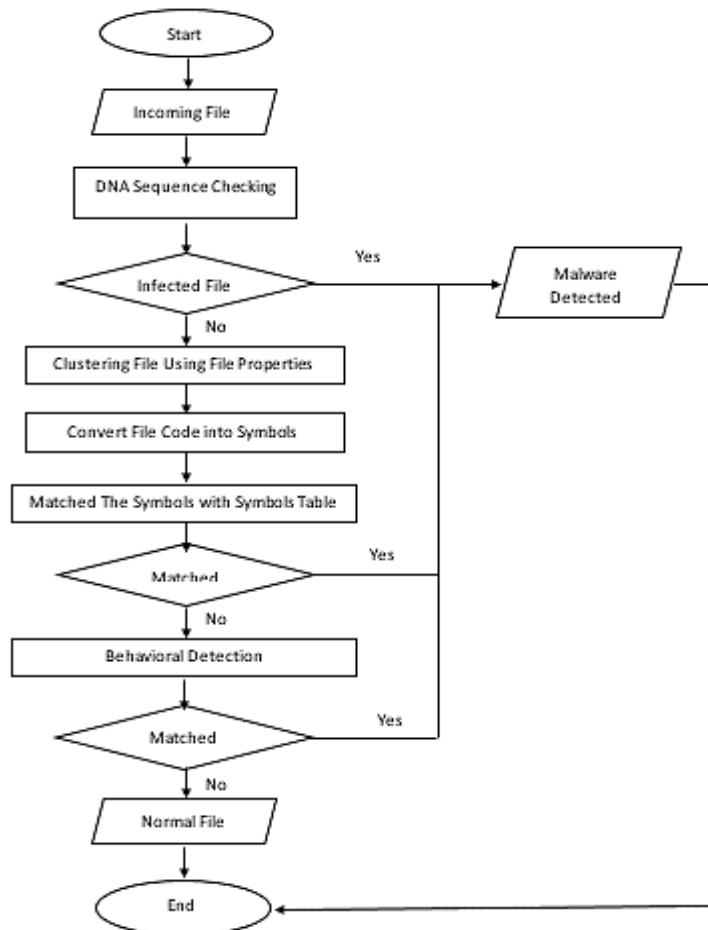 Start
Incoming File
DNA Sequence Checking
Yes
Infected File
Malware
Detected
No
Clustering File Using File Properties
Convert File Code into Symbols
Matched The Symbols with Symbols Table
Yes
Matched
No
Behavioral Detection
Yes
Matched
No
Normal File
End